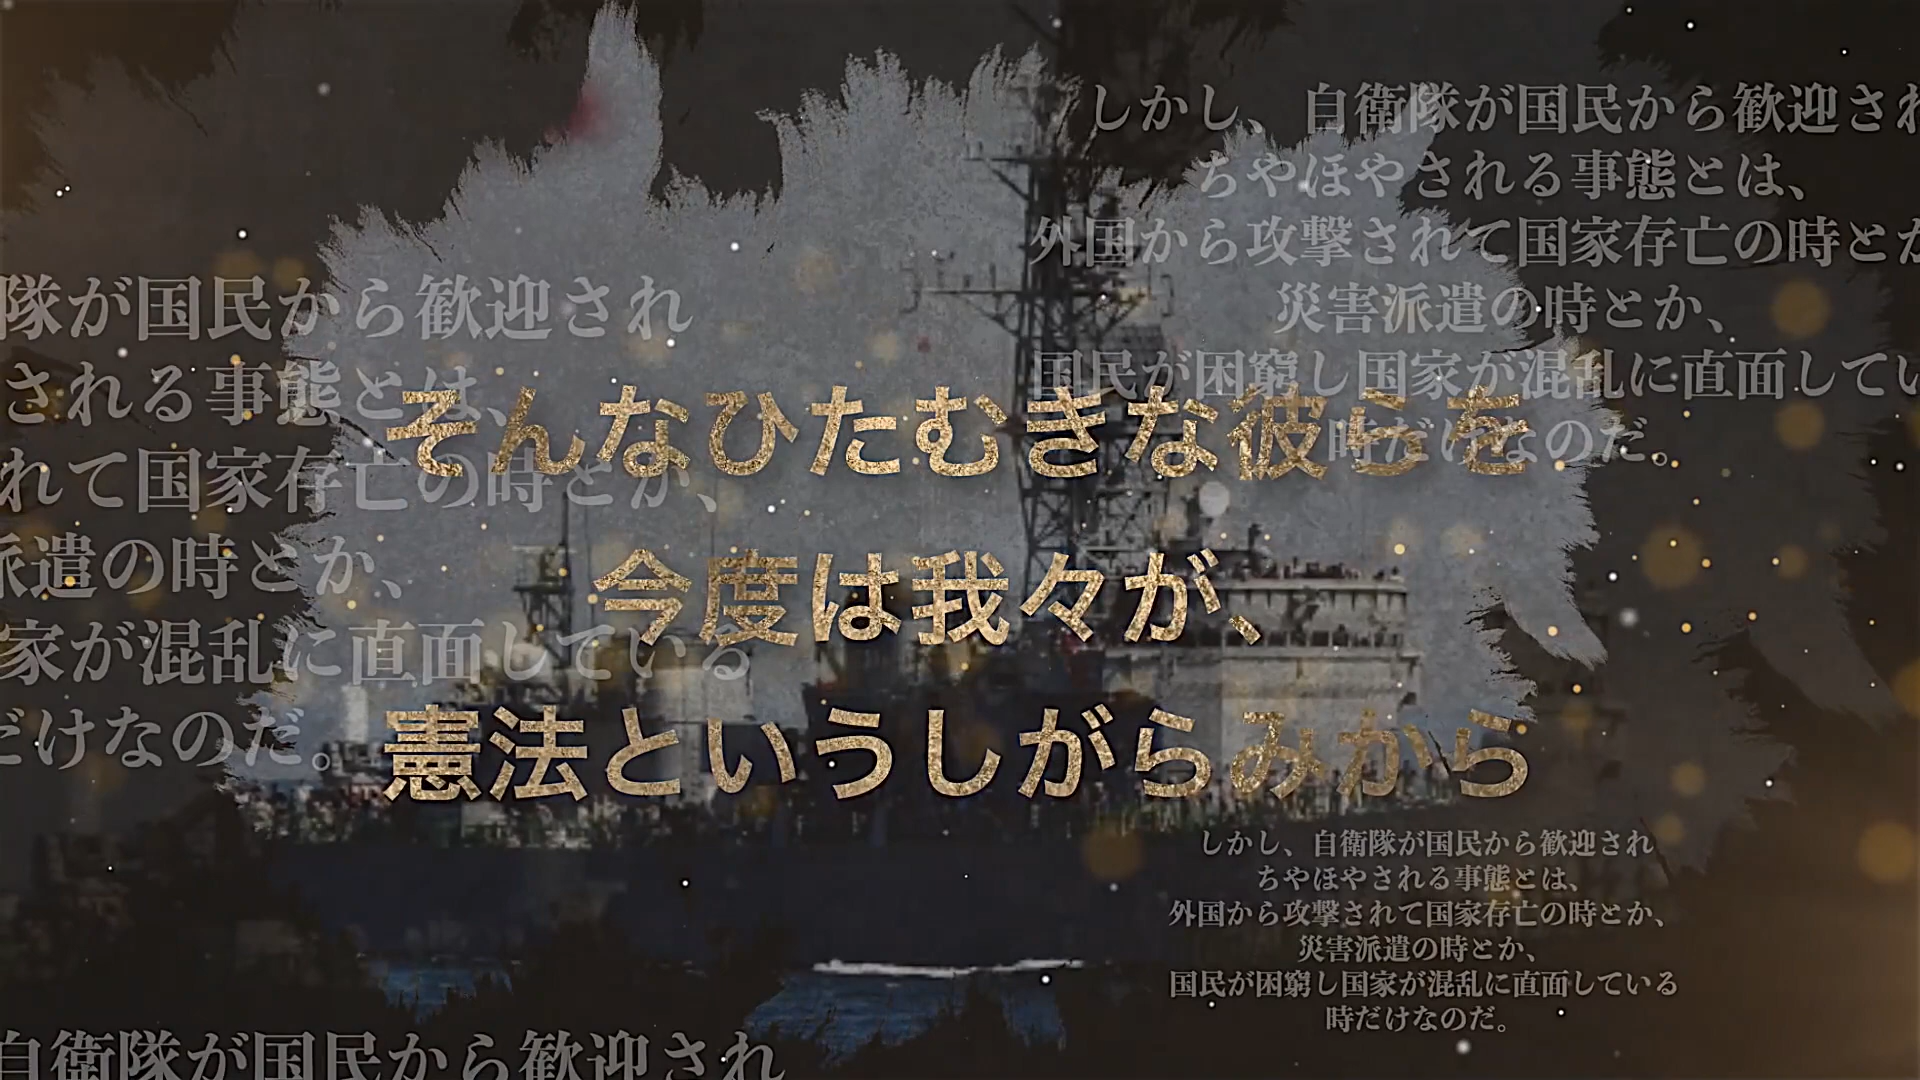 しかし、自衛隊が国民から歓迎され
ちやほやされる事態とは、
外国から攻撃されて国家存亡の時とか
災害派遣の時とか、
国民が困窮し国家が混乱に直面してい
時だけなのだ。
隊が国民から歓迎され
される事態とは、
れて国家存亡の時とか、
派遣の時とか、
家が混乱に直面している
だけなのだ。
そんなひたむきな彼らを
今度は我々が、
憲法というしがらみから
しかし、自衛隊が国民から歓迎され
ちやほやされる事態とは、
外国から攻撃されて国家存亡の時とか、
災害派遣の時とか、
国民が困窮し国家が混乱に直面している
時だけなのだ。
自衛隊が国民から歓迎され